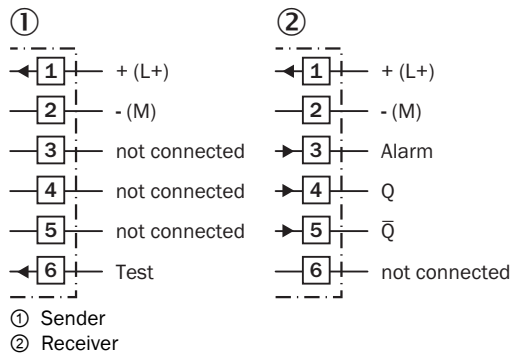 ① ②
1 + (L+)
2 - (M)
3 not connected
4 not connected
5 not connected
6 Test
1 + (L+)
2 - (M)
3 Alarm
4 Q
5 Q̅
6 not connected
① Sender
② Receiver